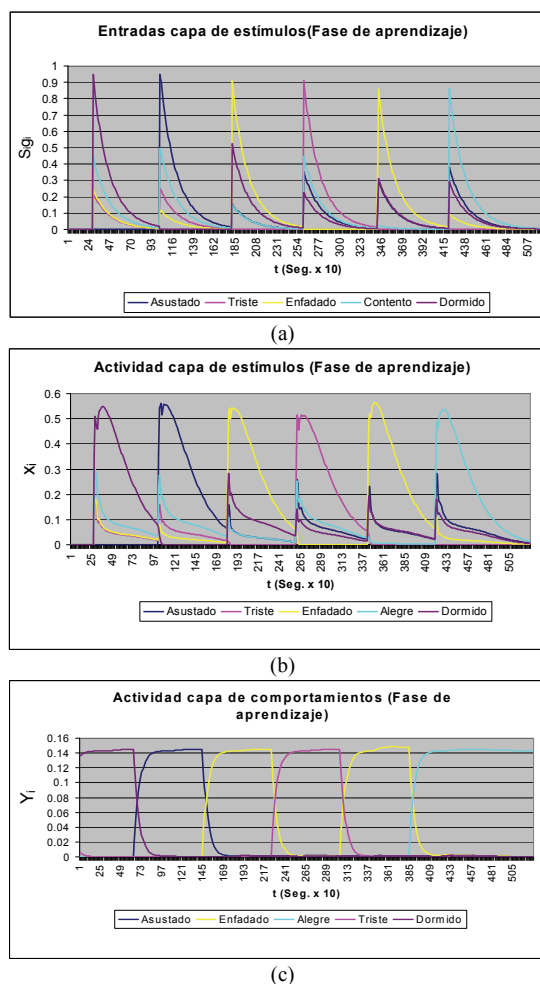 Entradas capa de estímulos(Fase de aprendizaje)
1
0.9
0.8
0.7
0.6
0.5
0.4
0.3
0.2
0.1
0
Sigi
1 24 47 70 93 116 139 162 185 208 231 254 277 300 323 346 369 392 415 438 461 484 507
t (Seg. x 10)
Asustado Triste Enfadado Contento Dormido
(a)
Actividad capa de estímulos (Fase de aprendizaje)
0.6
0.5
0.4
0.3
0.2
0.1
0
xi
1 25 49 73 97 121 145 169 193 217 241 265 289 313 337 361 385 409 433 457 481 505
t (Seg. x 10)
Asustado Triste Enfadado Alegre Dormido
(b)
Actividad capa de comportamientos (Fase de
aprendizaje)
0.16
0.14
0.12
0.1
0.08
0.06
0.04
0.02
0
Yi
1 25 49 73 97 121 145 169 193 217 241 265 289 313 337 361 385 409 433 457 481 505
t (Seg. x 10)
Asustado Enfadado Alegre Triste Dormido
(c)